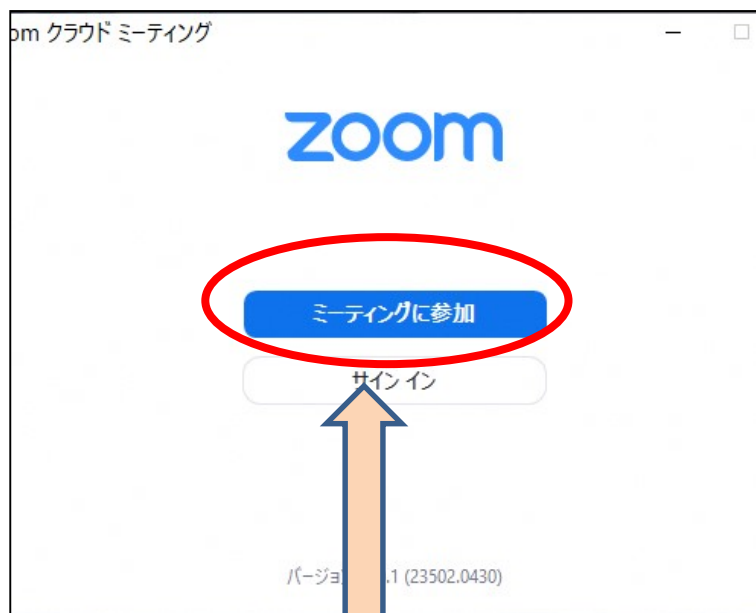 om クラウド ミーティング
zoom
ミーティングに参加
サイン イン
バージョ .1 (23502.0430)